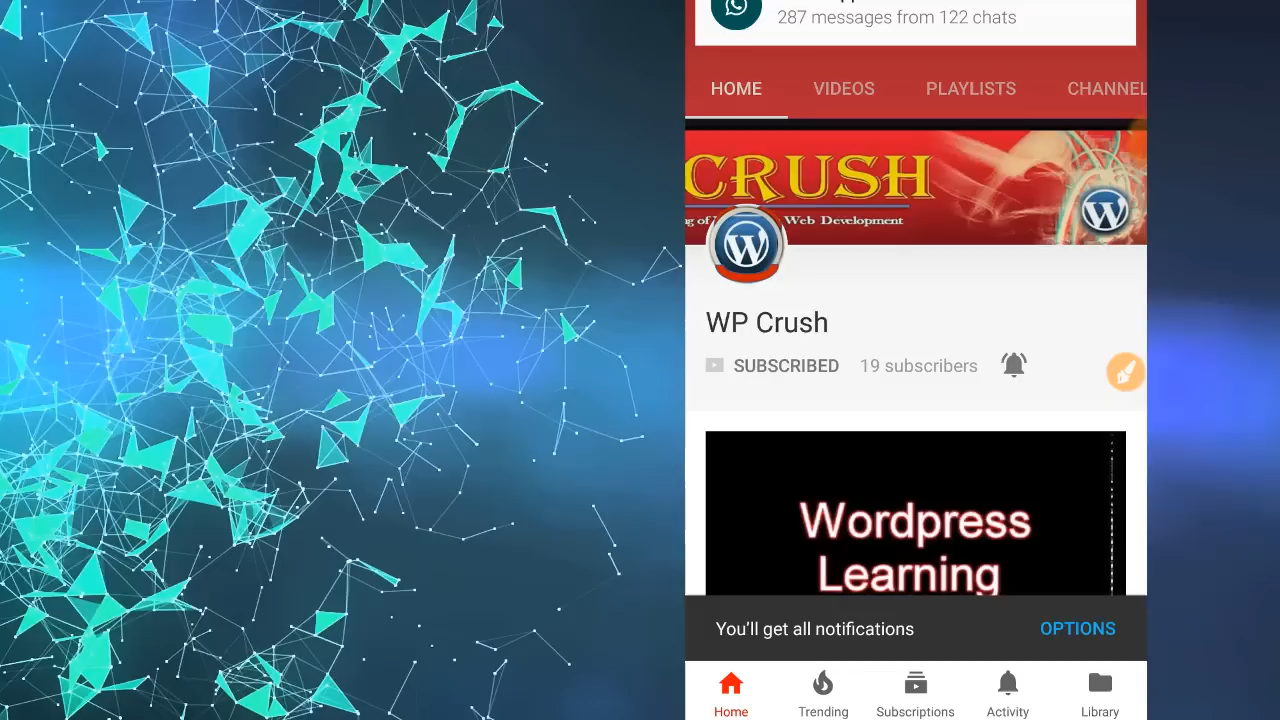 287 messages from 122 chats
HOME VIDEOS PLAYLISTS CHANNEL
CRUSH
Web Development
WP Crush
SUBSCRIBED 19 subscribers
Wordpress
Learning
You'll get all notifications OPTIONS
Home Trending Subscriptions Activity Library